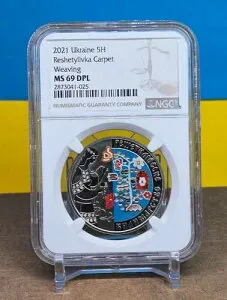 2021 Ukraine 5H
Reshetylivka Carpet
Weaving
MS 69 DPL
2873041-025
NUMISMATIC GUARANTY COMPANY
NGC